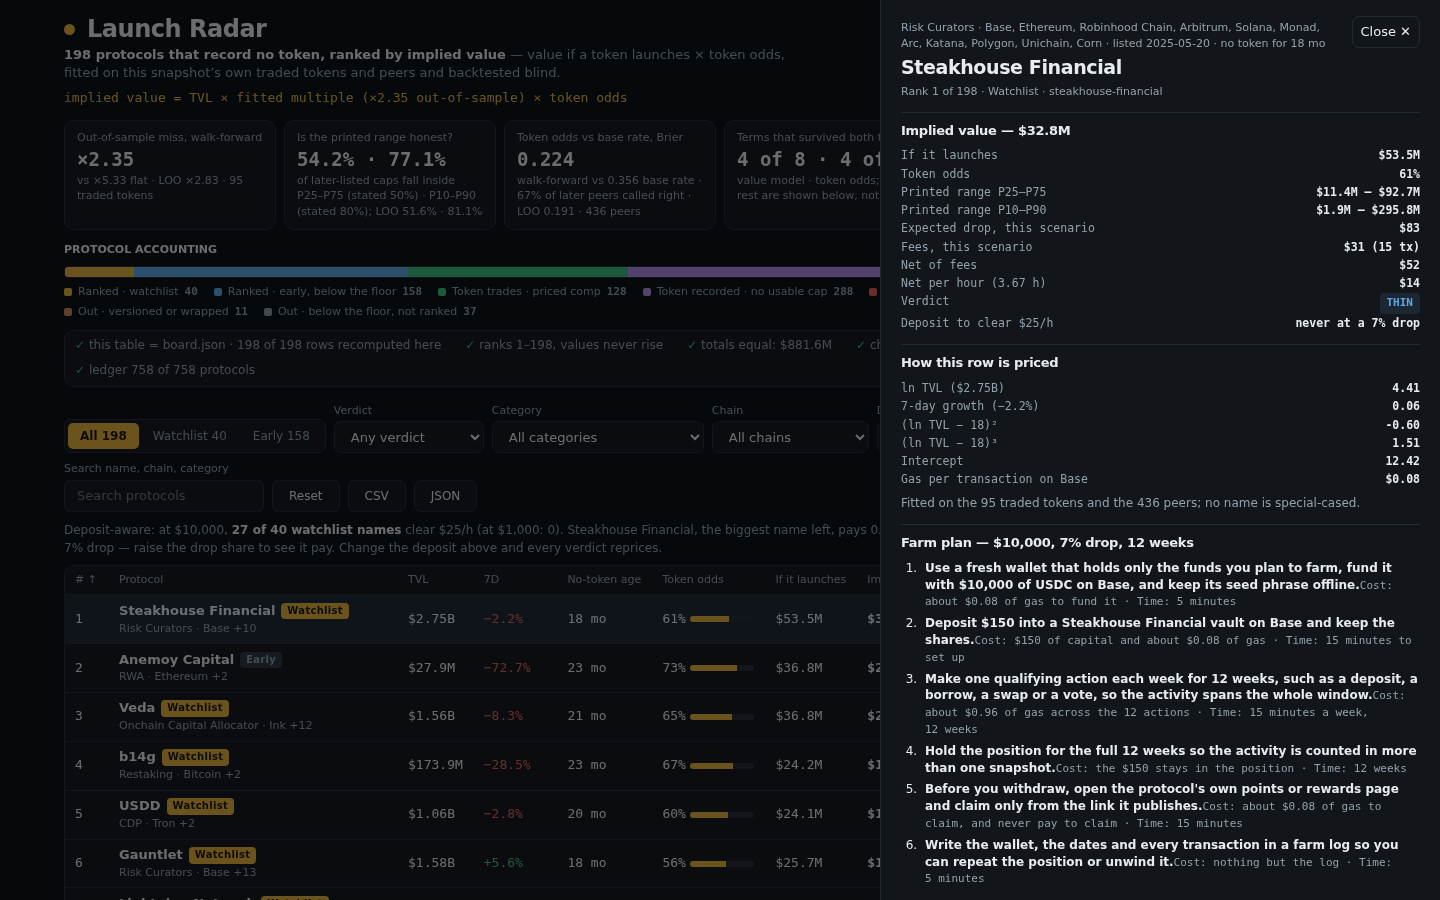 Launch Radar
198 protocols that record no token, ranked by implied value — value if a token launches × token odds,
fitted on this snapshot's own traded tokens and peers and backtested blind.
implied value = TVL × fitted multiple (×2.35 out-of-sample) × token odds
Out-of-sample miss, walk-forward
×2.35
vs ×5.33 flat · LOO ×2.83 · 95
traded tokens
Is the printed range honest?
54.2% · 77.1%
of later-listed caps fall inside
P25–P75 (stated 50%) · P10–P90
(stated 80%); LOO 51.6% · 81.1%
Token odds vs base rate, Brier
0.224
walk-forward vs 0.356 base rate ·
67% of later peers called right ·
LOO 0.191 · 436 peers
Terms that survived both
4 of 8 · 4 of
value model · token odds;
rest are shown below, not
PROTOCOL ACCOUNTING
Ranked · watchlist 40
Ranked · early, below the floor 158
Token trades · priced comp 128
Token recorded · no usable cap 288
Out · versioned or wrapped 11
Out · below the floor, not ranked 37
✓ this table = board.json · 198 of 198 rows recomputed here
✓ ranks 1–198, values never rise
✓ totals equal: $881.6M
✓ ledger 758 of 758 protocols
All 198
Watchlist 40
Early 158
Verdict
Any verdict
Category
All categories
Chain
All chains
Search name, chain, category
Search protocols
Reset
CSV
JSON
Deposit-aware: at $10,000, 27 of 40 watchlist names clear $25/h (at $1,000: 0). Steakhouse Financial, the biggest name left, pays 0.
7% drop — raise the drop share to see it pay. Change the deposit above and every verdict reprices.
# ↑ Protocol TVL 7D No-token age Token odds If it launches Im
1 Steakhouse Financial Watchlist $2.75B −2.2% 18 mo 61% $53.5M $3
Risk Curators · Base +10
2 Anemoy Capital Early $27.9M −72.7% 23 mo 73% $36.8M $2
RWA · Ethereum +2
3 Veda Watchlist $1.56B −8.3% 21 mo 65% $36.8M $2
Onchain Capital Allocator · Ink +12
4 b14g Watchlist $173.9M −28.5% 23 mo 67% $24.2M $1
Restaking · Bitcoin +2
5 USDD Watchlist $1.06B −2.8% 20 mo 60% $24.1M $1
CDP · Tron +2
6 Gauntlet Watchlist $1.58B +5.6% 18 mo 56% $25.7M $1
Risk Curators · Base +13
Risk Curators · Base, Ethereum, Robinhood Chain, Arbitrum, Solana, Monad,
Arc, Katana, Polygon, Unichain, Corn · listed 2025-05-20 · no token for 18 mo
Close ✕
Steakhouse Financial
Rank 1 of 198 · Watchlist · steakhouse-financial
Implied value — $32.8M
If it launches $53.5M
Token odds 61%
Printed range P25–P75 $11.4M – $92.7M
Printed range P10–P90 $1.9M – $295.8M
Expected drop, this scenario $83
Fees, this scenario $31 (15 tx)
Net of fees $52
Net per hour (3.67 h) $14
Verdict THIN
Deposit to clear $25/h never at a 7% drop
How this row is priced
ln TVL ($2.75B) 4.41
7-day growth (−2.2%) 0.06
(ln TVL − 18)² -0.60
(ln TVL − 18)³ 1.51
Intercept 12.42
Gas per transaction on Base $0.08
Fitted on the 95 traded tokens and the 436 peers; no name is special-cased.
Farm plan — $10,000, 7% drop, 12 weeks
1. Use a fresh wallet that holds only the funds you plan to farm, fund it
with $10,000 of USDC on Base, and keep its seed phrase offline.Cost:
about $0.08 of gas to fund it · Time: 5 minutes
2. Deposit $150 into a Steakhouse Financial vault on Base and keep the
shares.Cost: $150 of capital and about $0.08 of gas · Time: 15 minutes to
set up
3. Make one qualifying action each week for 12 weeks, such as a deposit, a
borrow, a swap or a vote, so the activity spans the whole window.Cost:
about $0.96 of gas across the 12 actions · Time: 15 minutes a week,
12 weeks
4. Hold the position for the full 12 weeks so the activity is counted in more
than one snapshot.Cost: the $150 stays in the position · Time: 12 weeks
5. Before you withdraw, open the protocol's own points or rewards page
and claim only from the link it publishes.Cost: about $0.08 of gas to
claim, and never pay to claim · Time: 15 minutes
6. Write the wallet, the dates and every transaction in a farm log so you
can repeat the position or unwind it.Cost: nothing but the log · Time:
5 minutes